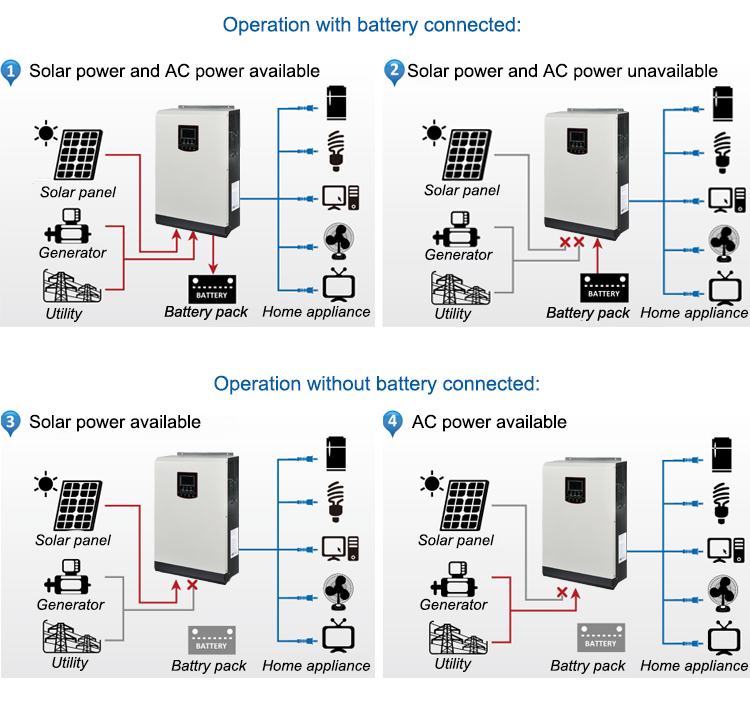 Operation with battery connected:
1 Solar power and AC power available
Solar panel
Generator
Utility
BATTERY
Battery pack
Home appliance
2 Solar power and AC power unavailable
Solar panel
Generator
Utility
BATTERY
Battery pack
Home appliance
Operation without battery connected:
3 Solar power available
Solar panel
Generator
Utility
BATTERY
Battry pack
Home appliance
4 AC power available
Solar panel
Generator
Utility
BATTERY
Battry pack
Home appliance